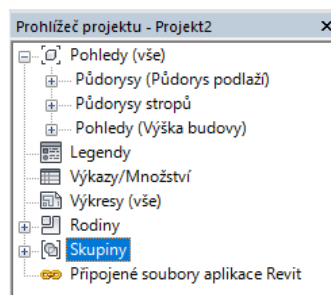 Prohlížeč projektu - Projekt2
Pohledy (vše)
Půdorysy (Půdorys podlaží)
Půdorysy stropů
Pohledy (Výška budovy)
Legendy
Výkazy/Množství
Výkresy (vše)
Rodiny
Skupiny
Připojené soubory aplikace Revit